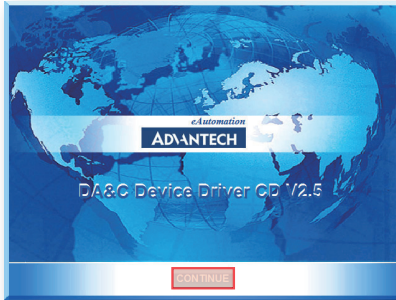 eAutomation
ADVANTECH
DA&C Device Driver CD V2.5
CONTINUE